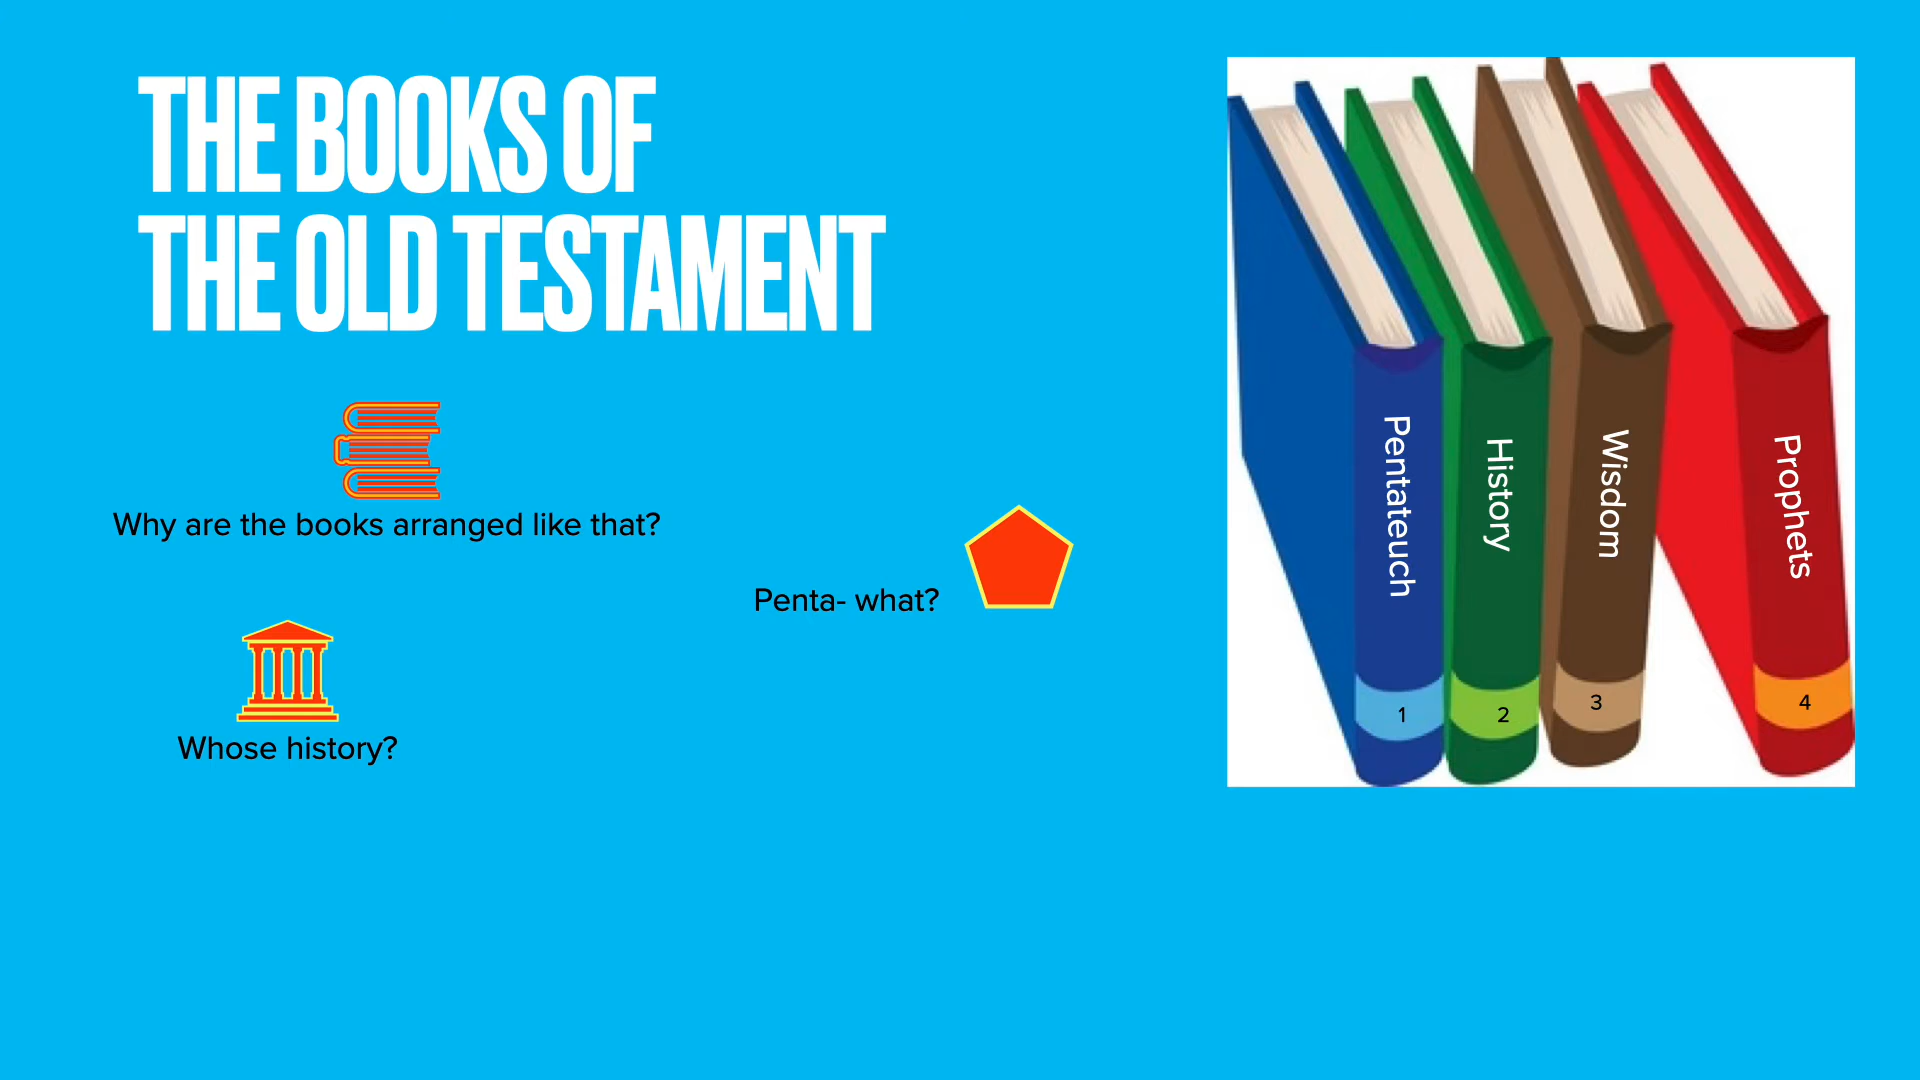 THE BOOKS OF
THE OLD TESTAMENT
Why are the books arranged like that?
Penta- what?
Whose history?
Pentateuch
History
Wisdom
Prophets
1
2
3
4